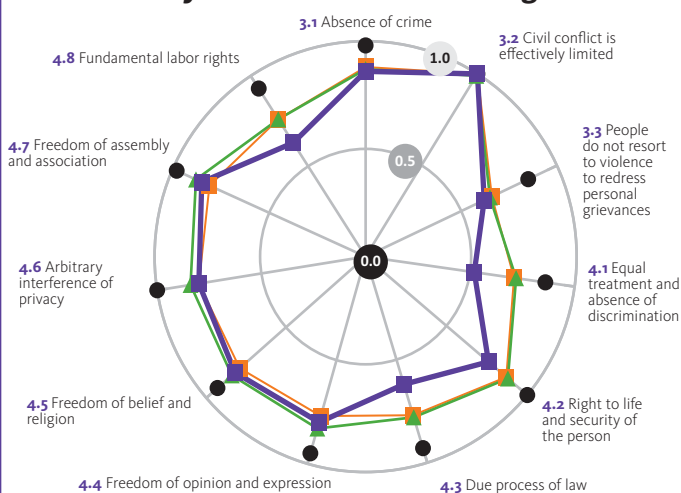 3.1 Absence of crime
3.2 Civil conflict is
effectively limited
1.0
4.8 Fundamental labor rights
3.3 People
do not resort
to violence
to redress
personal
grievances
4.7 Freedom of assembly
and association
0.5
0.0
4.6 Arbitrary
interference of
privacy
4.1 Equal
treatment and
absence of
discrimination
4.5 Freedom of belief and
religion
4.2 Right to life
and security of
the person
4.4 Freedom of opinion and expression
4.3 Due process of law